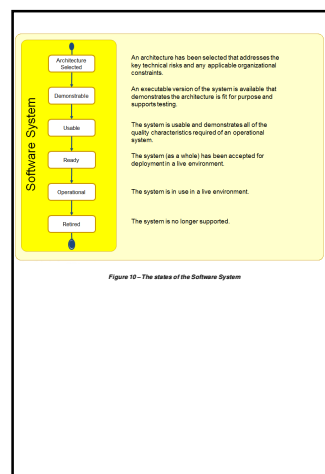 Software System
Architecture
Selected
An architecture has been selected that addresses the
key technical risks and any applicable organizational
constraints.
Demonstrable
An executable version of the system is available that
demonstrates the architecture is fit for purpose and
supports testing.
Usable
The system is usable and demonstrates all of the
quality characteristics required of an operational
system.
Ready
The system (as a whole) has been accepted for
deployment in a live environment.
Operational
The system is in use in a live environment.
Retired
The system is no longer supported.
Figure 10 – The states of the Software System